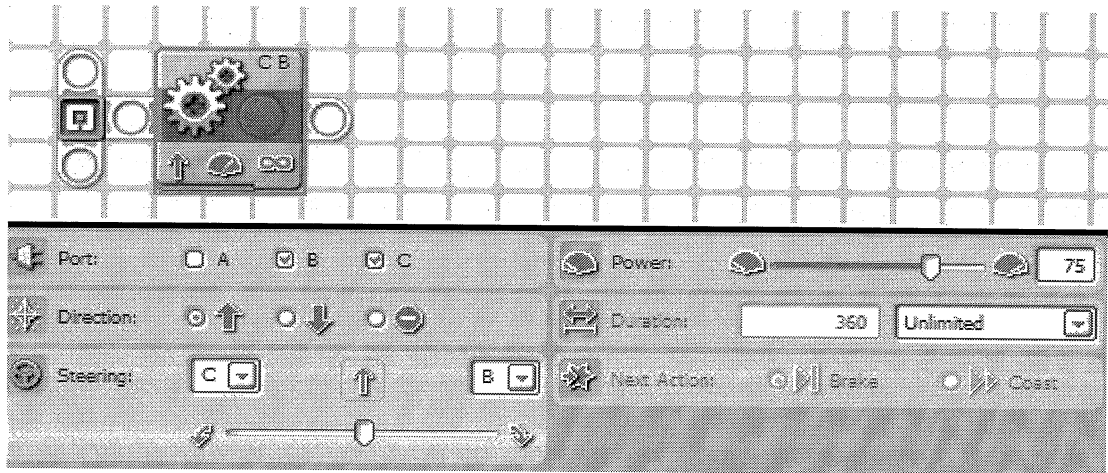 C B
Port: A B C
Power: 75
Direction:
Duration: 360 Unlimited
Steering: C B
Next Action: Brake Coast